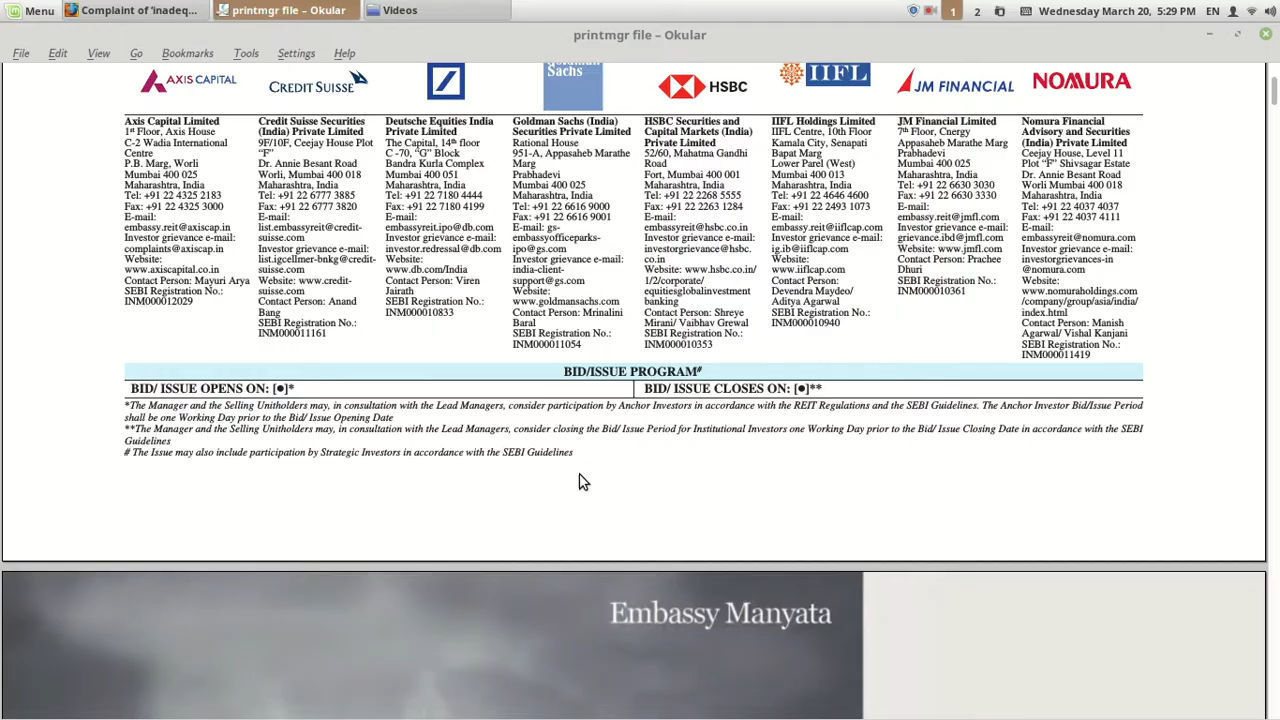 Menu
Complaint of 'inadeq...
printmgr file – Okular
Videos
1
2
Wednesday March 20, 5:29 PM
EN
printmgr file – Okular
File Edit View Go Bookmarks Tools Settings Help
AXIS CAPITAL
CREDIT SUISSE
Sachs
HSBC
IIFL
JM FINANCIAL
NOMURA
Axis Capital Limited
1st Floor, Axis House
C-2 Wadia International
Centre
P.B. Marg, Worli
Mumbai 400 025
Maharashtra, India
Tel: +91 22 4325 2183
Fax: +91 22 4325 3000
E-mail:
embassy.reit@axiscap.in
Investor grievance e-mail:
complaints@axiscap.in
Website:
www.axiscapital.co.in
Contact Person: Mayuri Arya
SEBI Registration No.:
INM000012029
Credit Suisse Securities
(India) Private Limited
9F/10F, Ceejay House Plot
“F”
Dr. Annie Besant Road
Worli, Mumbai 400 018
Maharashtra, India
Tel: +91 22 6777 3885
Fax: +91 22 6777 3820
E-mail:
list.embassyreit@credit-
suisse.com
Investor grievance e-mail:
list.igcellmer-bnkg@credit-
suisse.com
Website: www.credit-
suisse.com
Contact Person: Anand
Bang
SEBI Registration No.:
INM000011161
Deutsche Equities India
Private Limited
The Capital, 14th floor
C -70, “G” Block
Bandra Kurla Complex
Mumbai 400 051
Maharashtra, India
Tel: +91 22 7180 4444
Fax: +91 22 7180 4199
E-mail:
embassyreit.ipo@db.com
Investor grievance e-mail:
investor.redressal@db.com
Website:
www.db.com/India
Contact Person: Viren
Jairath
SEBI Registration No.:
INM000010833
Goldman Sachs (India)
Securities Private Limited
Rational House
951-A, Appasaheb Marathe
Marg
Prabhadevi
Mumbai 400 025
Maharashtra, India
Tel: +91 22 6616 9000
Fax: +91 22 6616 9001
E-mail: gs-
embassyofficeparks-
ipo@gs.com
Investor grievance e-mail:
india-client-
support@gs.com
Website:
www.goldmansachs.com
Contact Person: Mrinalini
Baral
SEBI Registration No.:
INM000011054
HSBC Securities and
Capital Markets (India)
Private Limited
52/60, Mahatma Gandhi
Road
Fort, Mumbai 400 001
Maharashtra, India
Tel: +91 22 2268 5555
Fax: +91 22 2263 1284
E-mail:
embassyreit@hsbc.co.in
Investor grievance e-mail:
investorgrievance@hsbc.
co.in
Website: www.hsbc.co.in/
1/2/corporate/
equitiesglobalinvestment
banking
Contact Person: Shreye
Mirani/ Vaibhav Grewal
SEBI Registration No.:
INM000010353
IIFL Holdings Limited
IIFL Centre, 10th Floor
Kamala City, Senapati
Bapat Marg
Lower Parel (West)
Mumbai 400 013
Maharashtra, India
Tel: +91 22 4646 4600
Fax: +91 22 2493 1073
E-mail:
embassy.reit@iiflcap.com
Investor grievance e-mail:
ig.ib@iiflcap.com
Website:
www.iiflcap.com
Contact Person:
Devendra Maydeo/
Aditya Agarwal
SEBI Registration No.:
INM000010940
JM Financial Limited
7th Floor, Cnergy
Appasaheb Marathe Marg
Prabhadevi
Mumbai 400 025
Maharashtra, India
Tel: +91 22 6630 3030
Fax: +91 22 6630 3330
E-mail:
embassy.reit@jmfl.com
Investor grievance e-mail:
grievance.ibd@jmfl.com
Website: www.jmfl.com
Contact Person: Prachee
Dhuri
SEBI Registration No.:
INM000010361
Nomura Financial
Advisory and Securities
(India) Private Limited
Ceejay House, Level 11
Plot “F” Shivsagar Estate
Dr. Annie Besant Road
Worli Mumbai 400 018
Maharashtra, India
Tel: +91 22 4037 4037
Fax: +91 22 4037 4111
E-mail:
embassyreit@nomura.com
Investor grievance e-mail:
investorgrievances-in
@nomura.com
Website:
www.nomuraholdings.com
/company/group/asia/india/
index.html
Contact Person: Manish
Agarwal/ Vishal Kanjani
SEBI Registration No.:
INM000011419
BID/ISSUE PROGRAM#
BID/ ISSUE OPENS ON: [●]*
BID/ ISSUE CLOSES ON: [●]**
*The Manager and the Selling Unitholders may, in consultation with the Lead Managers, consider participation by Anchor Investors in accordance with the REIT Regulations and the SEBI Guidelines. The Anchor Investor Bid/Issue Period
shall be one Working Day prior to the Bid/ Issue Opening Date
**The Manager and the Selling Unitholders may, in consultation with the Lead Managers, consider closing the Bid/ Issue Period for Institutional Investors one Working Day prior to the Bid/ Issue Closing Date in accordance with the SEBI
Guidelines
# The Issue may also include participation by Strategic Investors in accordance with the SEBI Guidelines
Embassy Manyata